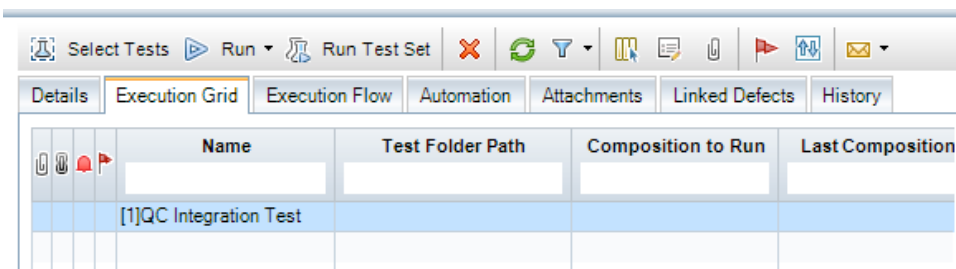 Select Tests Run Run Test Set
Details Execution Grid Execution Flow Automation Attachments Linked Defects History
Name Test Folder Path Composition to Run Last Composition
[1]QC Integration Test